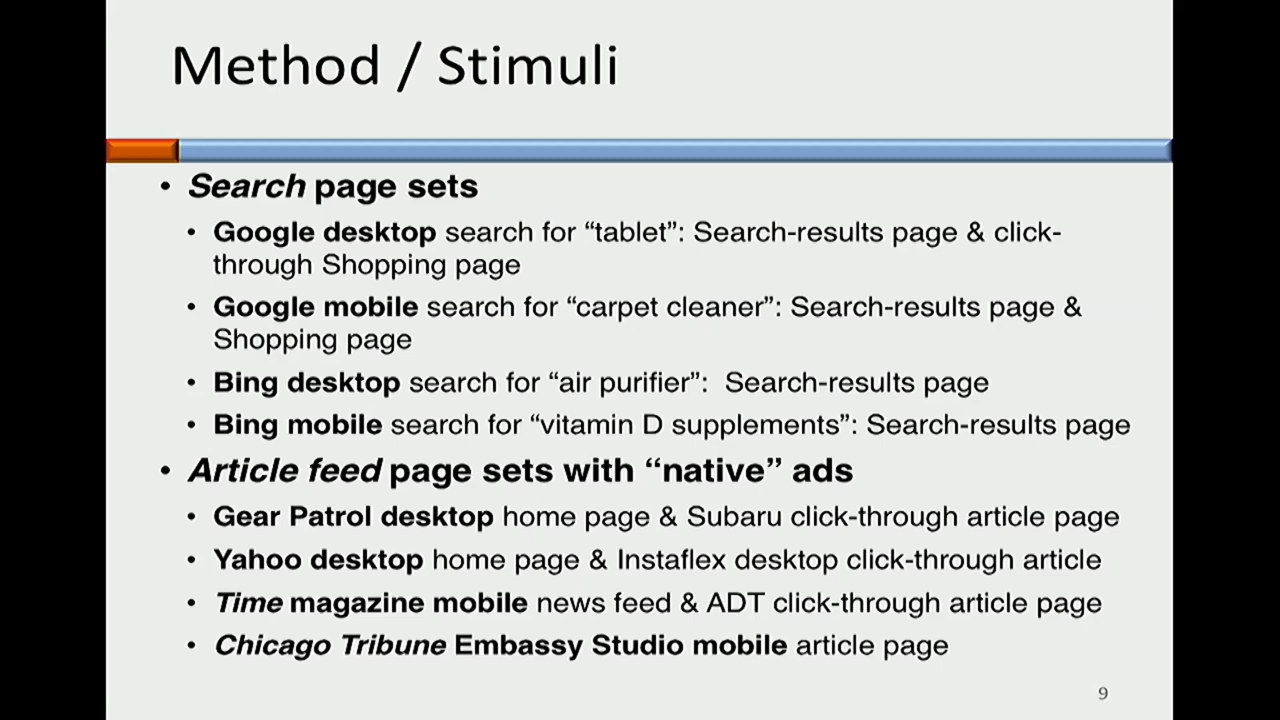 Method / Stimuli
• Search page sets
• Google desktop search for “tablet”: Search-results page & click-
through Shopping page
• Google mobile search for “carpet cleaner”: Search-results page &
Shopping page
• Bing desktop search for “air purifier”:  Search-results page
• Bing mobile search for “vitamin D supplements”: Search-results page
• Article feed page sets with “native” ads
• Gear Patrol desktop home page & Subaru click-through article page
• Yahoo desktop home page & Instaflex desktop click-through article
• Time magazine mobile news feed & ADT click-through article page
• Chicago Tribune Embassy Studio mobile article page
9